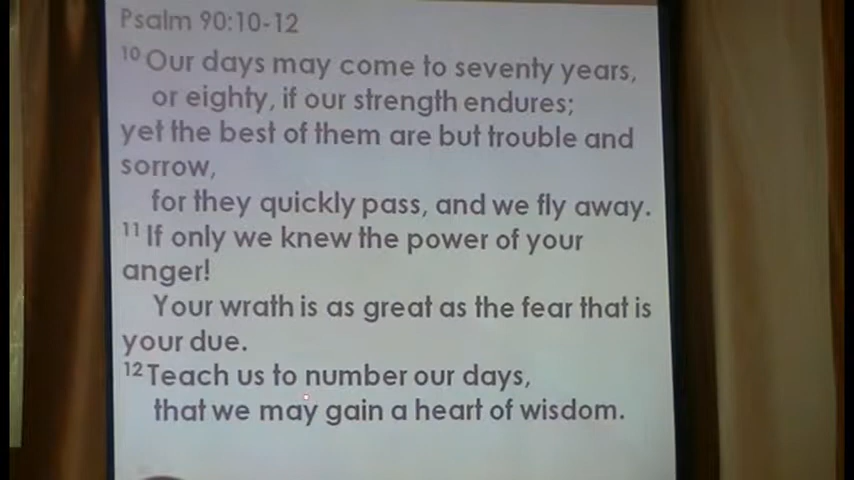 Psalm 90:10-12
10 Our days may come to seventy years,
or eighty, if our strength endures;
yet the best of them are but trouble and
sorrow,
for they quickly pass, and we fly away.
11 If only we knew the power of your
anger!
Your wrath is as great as the fear that is
your due.
12 Teach us to number our days,
that we may gain a heart of wisdom.